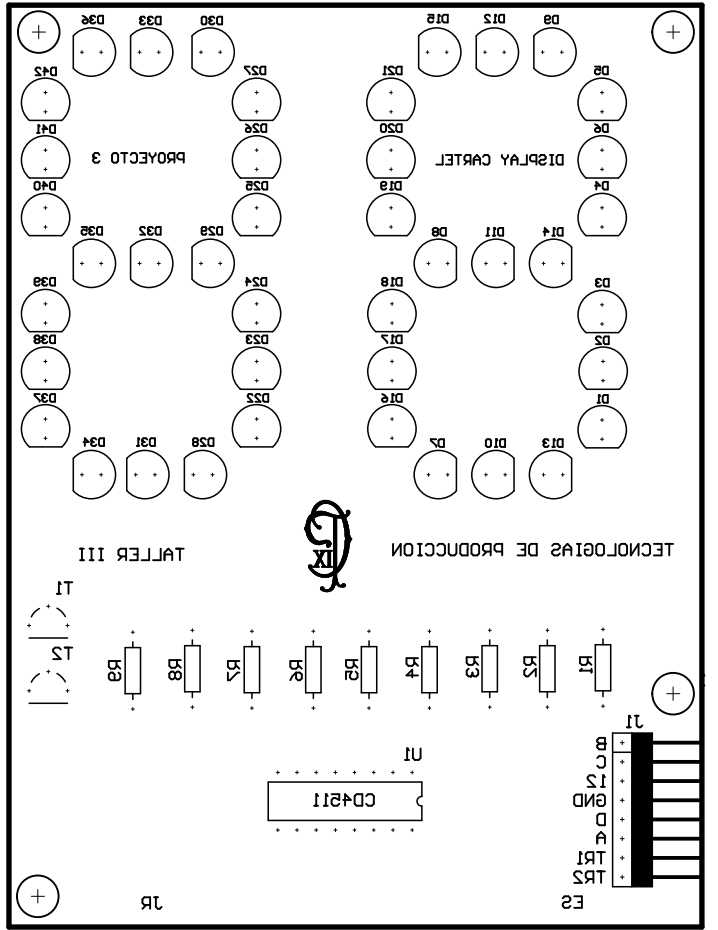 D36 D33 D30 D15 D12 D9
D42 D27 D21 D5
D41 D26 D20 D6
PROYECTO 3 DISPLAY CARTEL
D40 D25 D19 D4
D35 D32 D29 D8 D11 D14
D39 D24 D18 D3
D38 D23 D17 D2
D37 D22 D16 D1
D34 D31 D28 D7 D10 D13
IX
TALLER III TECNOLOGIAS DE PRODUCCION
T1
T2
R9 R8 R7 R6 R5 R4 R3 R2 R1
J1
B
U1
C
12
CD4511 GND
D
A
TR1
TR2
JR ES